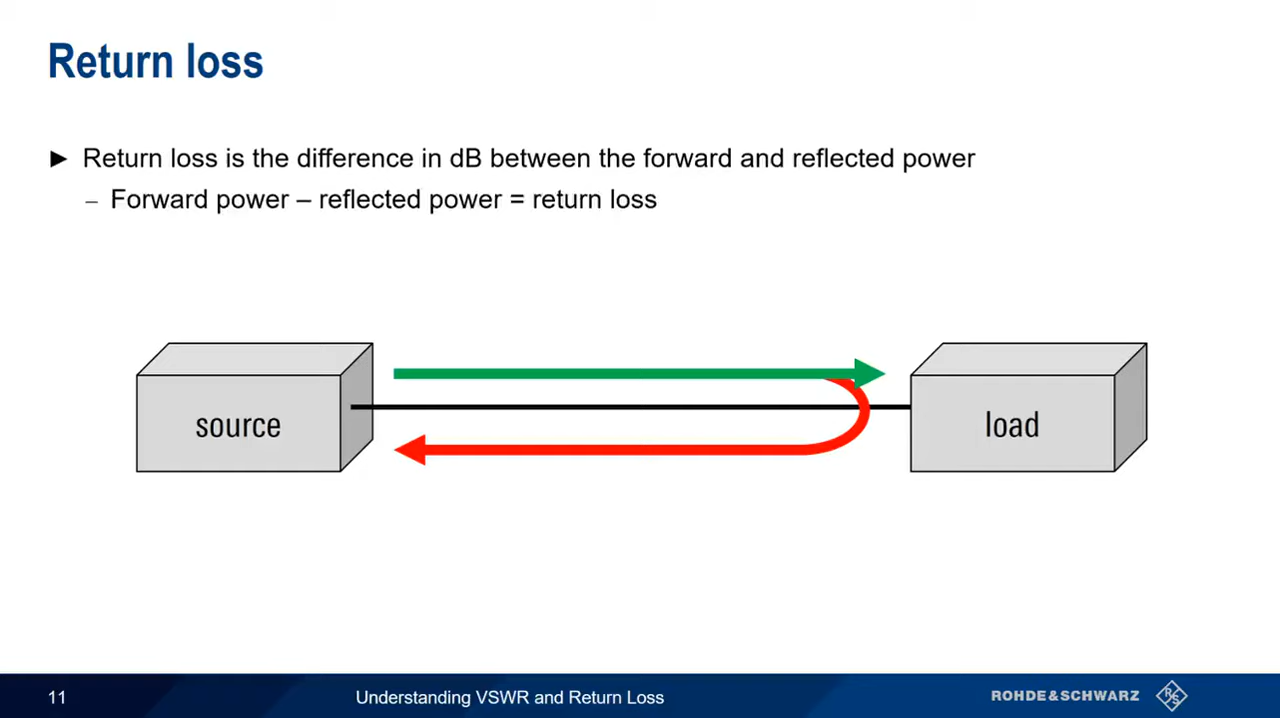 Return loss
► Return loss is the difference in dB between the forward and reflected power
– Forward power – reflected power = return loss
source
load
11
Understanding VSWR and Return Loss
ROHDE&SCHWARZ
R&S